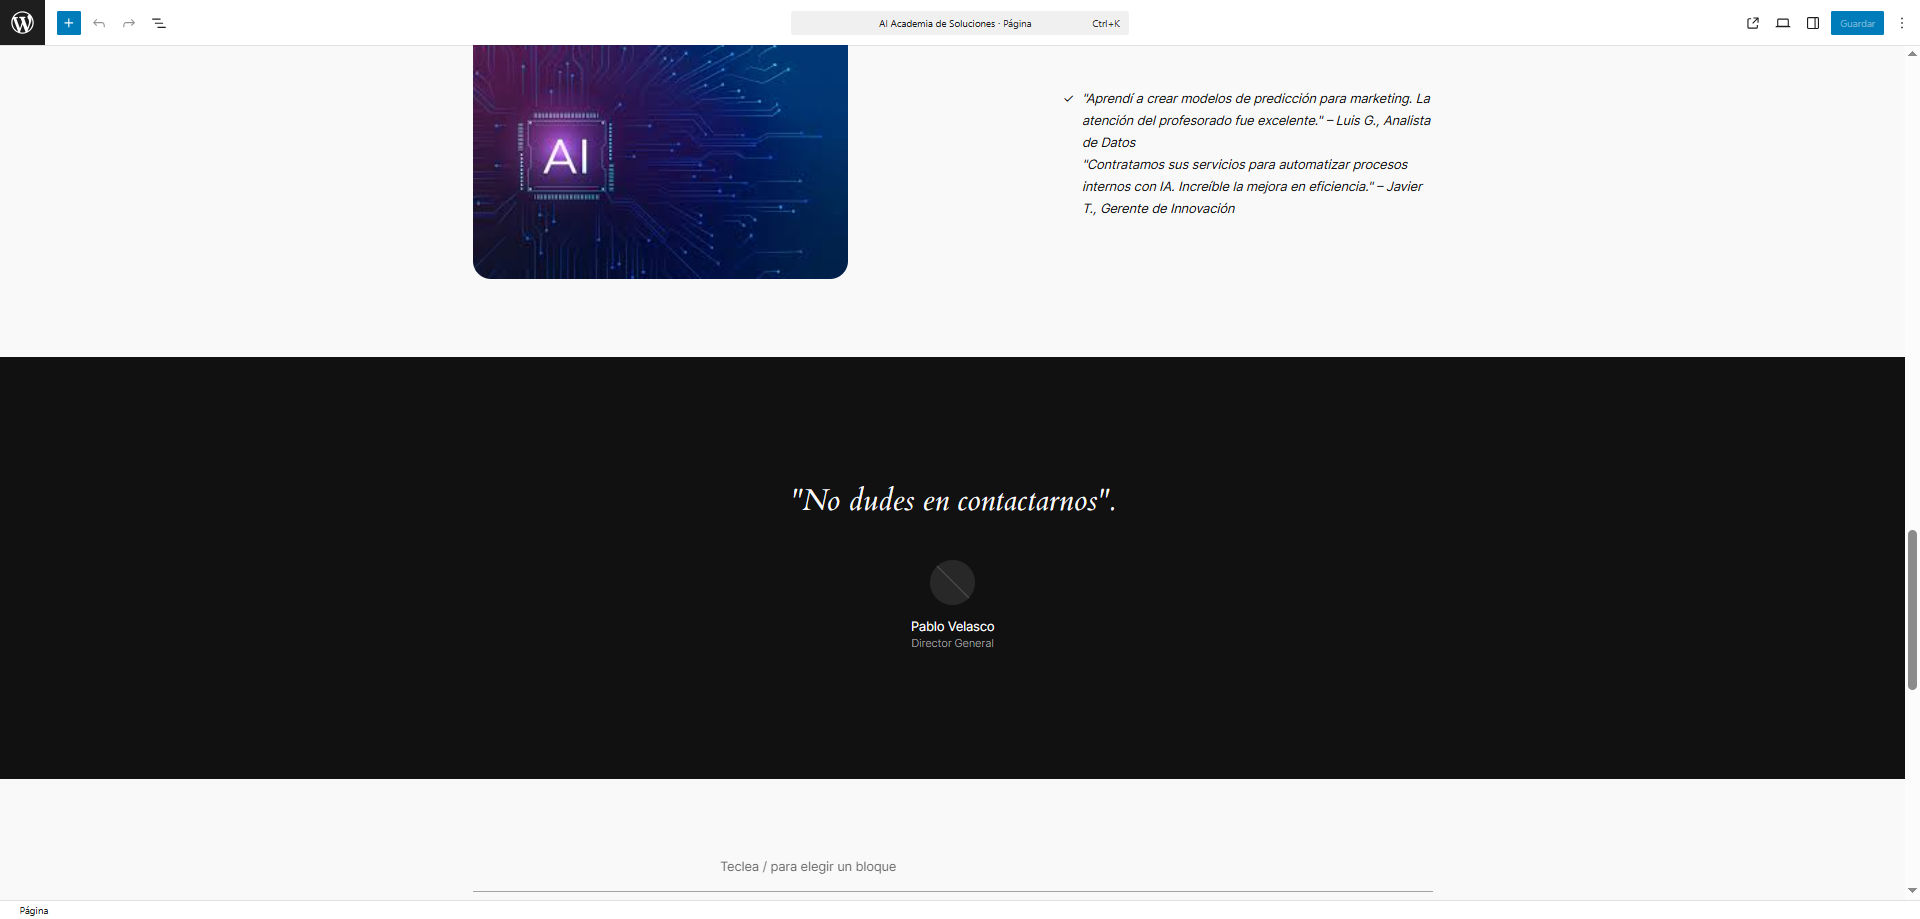 AI Academia de Soluciones · Página
Ctrl+K
Guardar
AI
"Aprendí a crear modelos de predicción para marketing. La
atención del profesorado fue excelente." – Luis G., Analista
de Datos
"Contratamos sus servicios para automatizar procesos
internos con IA. Increíble la mejora en eficiencia." – Javier
T., Gerente de Innovación
"No dudes en contactarnos".
Pablo Velasco
Director General
Teclea / para elegir un bloque
Página